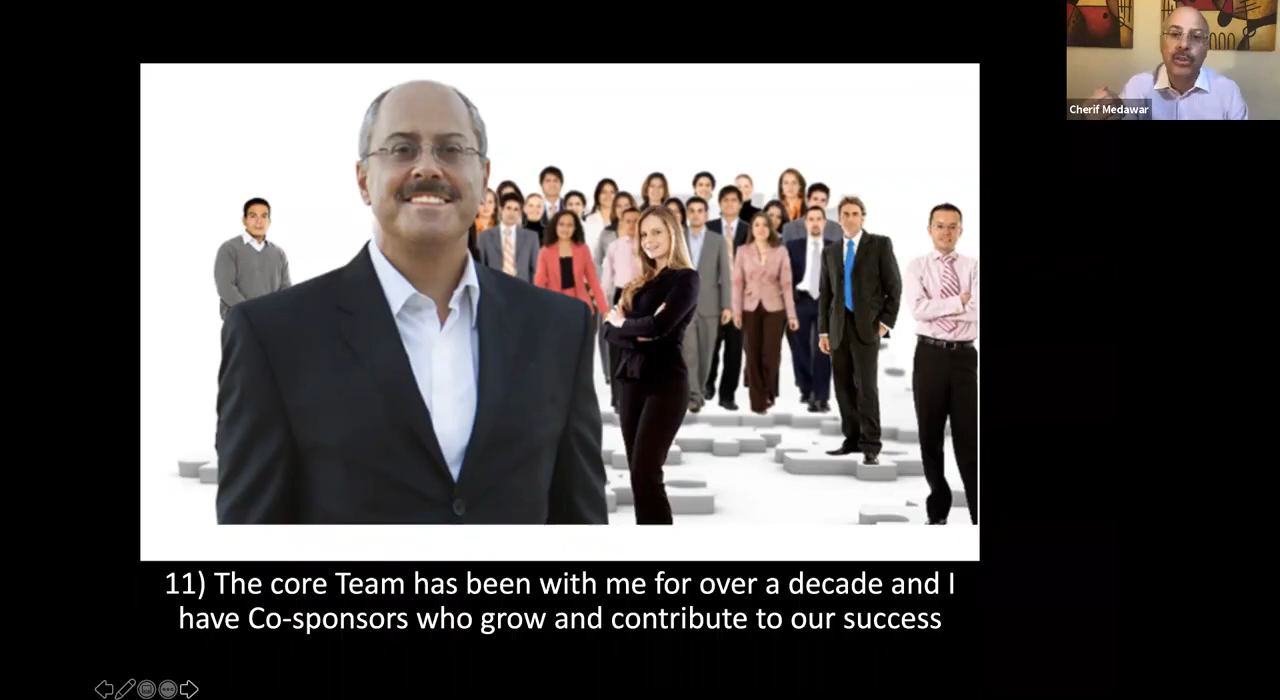 Cherif Medawar
11) The core Team has been with me for over a decade and I
have Co-sponsors who grow and contribute to our success